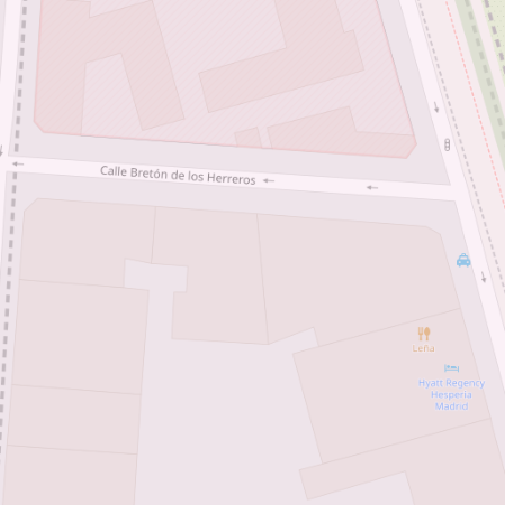 Calle Bretón de los Herreros
Leña
Hyatt Regency
Hesperia
Madrid